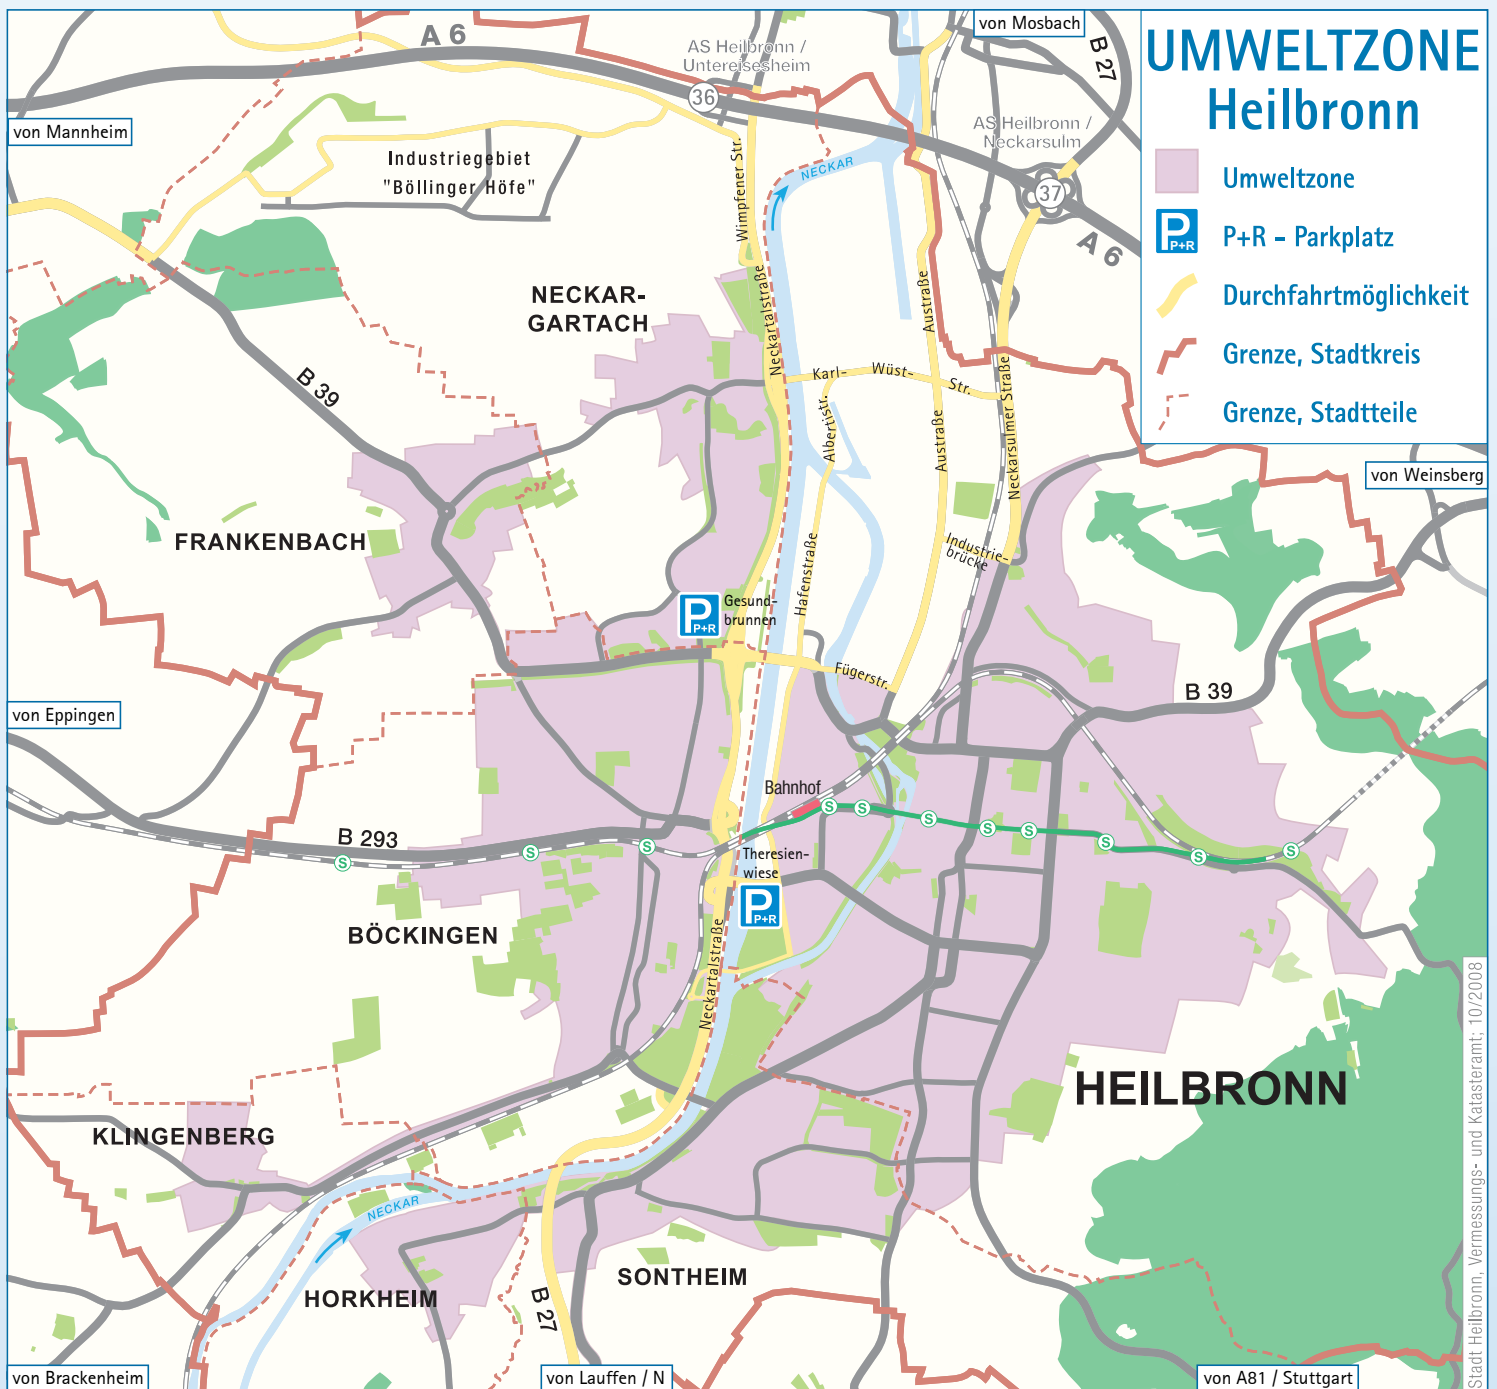 UMWELTZONE
Heilbronn
Umweltzone
P
P+R
P+R - Parkplatz
Durchfahrtmöglichkeit
Grenze, Stadtkreis
Grenze, Stadtteile
von Mosbach
B 27
A 6
AS Heilbronn /
Untereisesheim
36
AS Heilbronn /
Neckarsulm
37
A 6
von Mannheim
Industriegebiet
"Böllinger Höfe"
Wimpfener Str.
NECKAR
NECKAR-
GARTACH
Neckartalstraße
Austraße
B 39
Karl-
Wüst-
Str.
Albertistr.
Austraße
Neckarsulmer Straße
von Weinsberg
FRANKENBACH
Industrie-
brücke
Hafenstraße
P
P+R
Gesund-
brunnen
Fügerstr.
B 39
von Eppingen
Bahnhof
B 293
S
S
S
S
S
S
S
S
S
S
S
Theresien-
wiese
P
P+R
BÖCKINGEN
Neckartalstraße
HEILBRONN
KLINGENBERG
NECKAR
SONTHEIM
HORKHEIM
B 27
von Brackenheim
von Lauffen / N
von A81 / Stuttgart
Stadt Heilbronn, Vermessungs- und Katasteramt; 10/2008